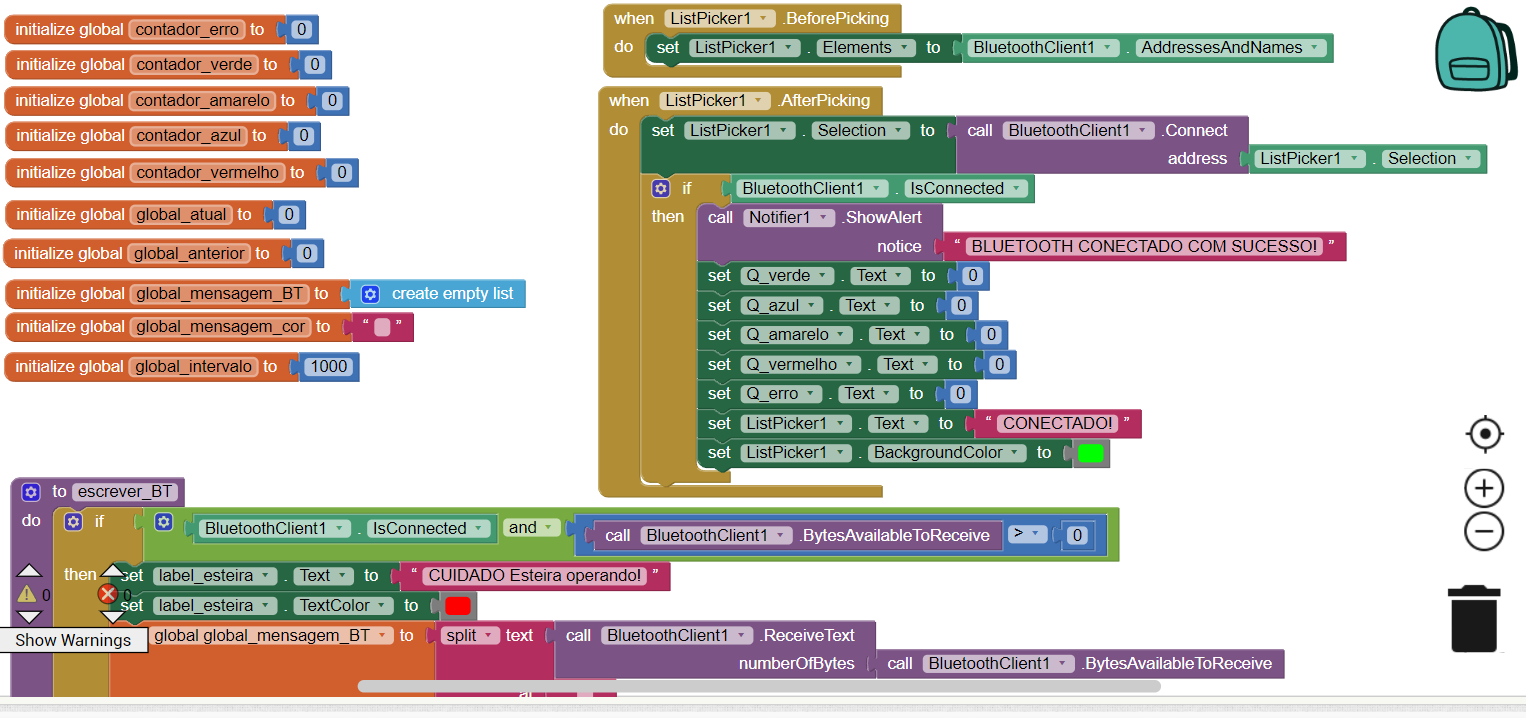 initialize global contador_erro to 0
initialize global contador_verde to 0
initialize global contador_amarelo to 0
initialize global contador_azul to 0
initialize global contador_vermelho to 0
initialize global global_atual to 0
initialize global global_anterior to 0
initialize global global_mensagem_BT to create empty list
initialize global global_mensagem_cor to “ ”
initialize global global_intervalo to 1000
when ListPicker1 .BeforePicking
do set ListPicker1 . Elements to BluetoothClient1 . AddressesAndNames
when ListPicker1 .AfterPicking
do set ListPicker1 . Selection to call BluetoothClient1 .Connect
address ListPicker1 . Selection
if BluetoothClient1 . IsConnected
then call Notifier1 .ShowAlert
notice “ BLUETOOTH CONECTADO COM SUCESSO! ”
set Q_verde . Text to 0
set Q_azul . Text to 0
set Q_amarelo . Text to 0
set Q_vermelho . Text to 0
set Q_erro . Text to 0
set ListPicker1 . Text to “ CONECTADO! ”
set ListPicker1 . BackgroundColor to
to escrever_BT
do if BluetoothClient1 . IsConnected and call BluetoothClient1 .BytesAvailableToReceive > 0
then set label_esteira . Text to “ CUIDADO Esteira operando! ”
0 0 set label_esteira . TextColor to
Show Warnings global global_mensagem_BT to split text call BluetoothClient1 .ReceiveText
numberOfBytes call BluetoothClient1 .BytesAvailableToReceive